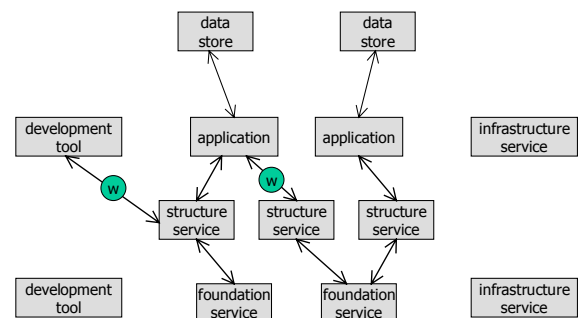 data
store
data
store
development
tool
application
application
infrastructure
service
w
w
structure
service
structure
service
structure
service
development
tool
foundation
service
foundation
service
infrastructure
service